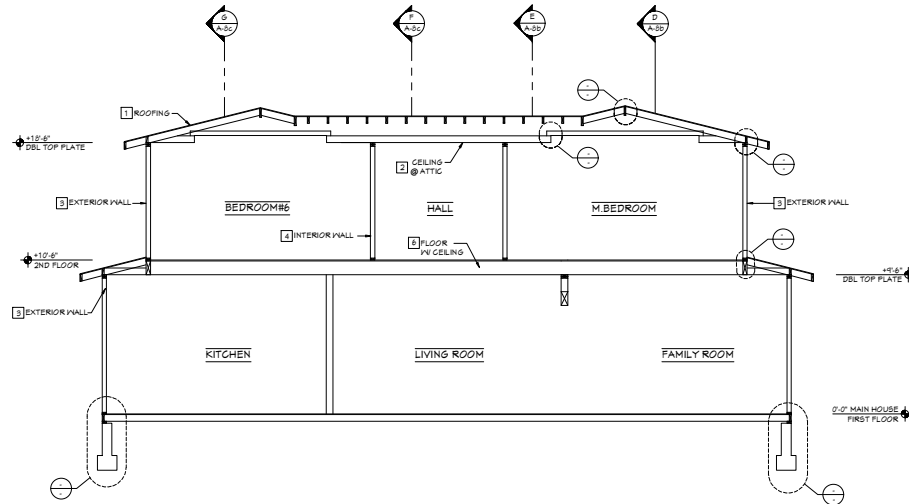 G
A-8c
F
A-8c
E
A-8b
D
A-8b
1 ROOFING
+18'-6"
DBL TOP PLATE
2 CEILING
@ ATTIC
3 EXTERIOR WALL
BEDROOM#6
HALL
M.BEDROOM
3 EXTERIOR WALL
4 INTERIOR WALL
6 FLOOR
W/ CEILING
+10'-6"
2ND FLOOR
+9'-6"
DBL TOP PLATE
3 EXTERIOR WALL
KITCHEN
LIVING ROOM
FAMILY ROOM
0'-0" MAIN HOUSE
FIRST FLOOR